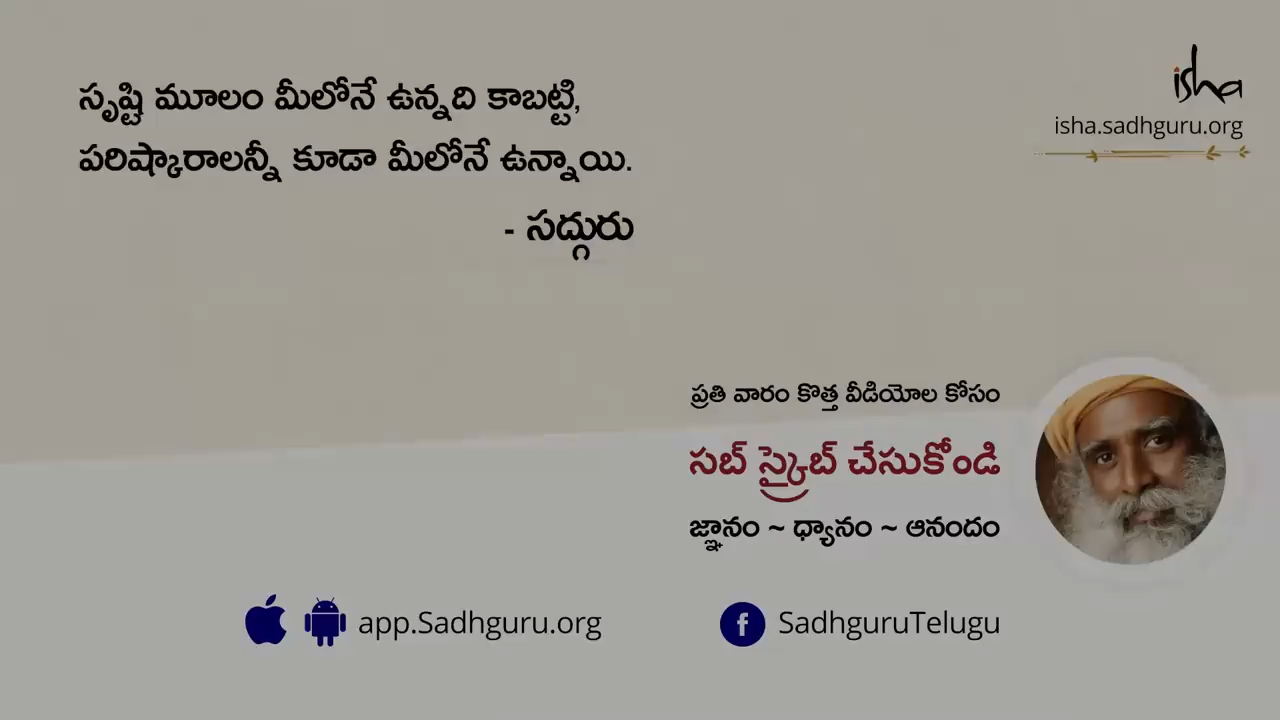 సృష్టి మూలం మీలోనే ఉన్నది కాబట్టి,
పరిష్కారాలన్నీ కూడా మీలోనే ఉన్నాయి.
- సద్గురు
isha
isha.sadhguru.org
ప్రతి వారం కొత్త వీడియోల కోసం
సబ్ స్క్రైబ్ చేసుకోండి
జ్ఞానం ~ ధ్యానం ~ ఆనందం
app.Sadhguru.org
f SadhguruTelugu